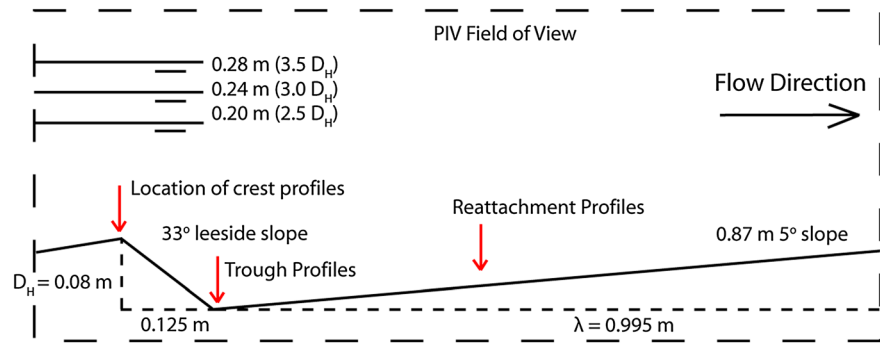 PIV Field of View
0.28 m (3.5 D_H)
0.24 m (3.0 D_H)
0.20 m (2.5 D_H)
Flow Direction
Location of crest profiles
Reattachment Profiles
33º leeside slope
0.87 m 5º slope
Trough Profiles
D_H = 0.08 m
0.125 m
λ = 0.995 m